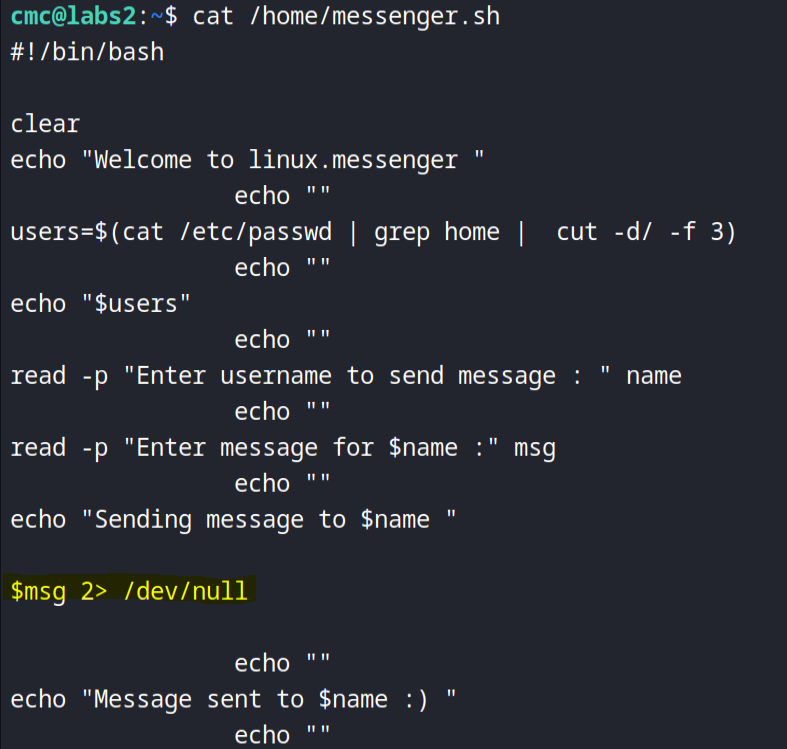 cmc@labs2:~$ cat /home/messenger.sh
#!/bin/bash
clear
echo "Welcome to linux.messenger "
echo ""
users=$(cat /etc/passwd | grep home |  cut -d/ -f 3)
echo ""
echo "$users"
echo ""
read -p "Enter username to send message : " name
echo ""
read -p "Enter message for $name :" msg
echo ""
echo "Sending message to $name "
$msg 2> /dev/null
echo ""
echo "Message sent to $name :) "
echo ""